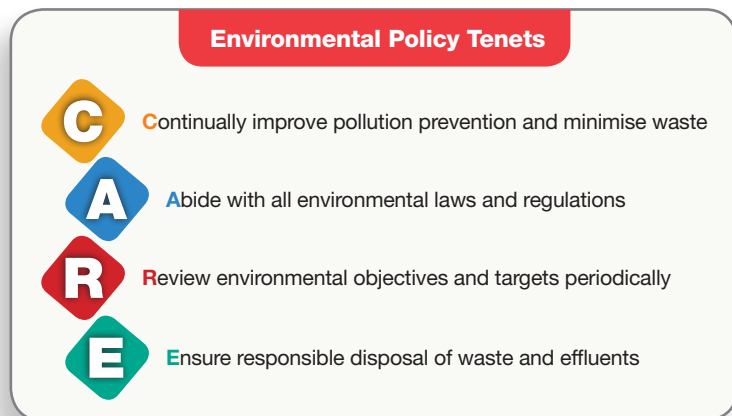 Environmental Policy Tenets
C Continually improve pollution prevention and minimise waste
A Abide with all environmental laws and regulations
R Review environmental objectives and targets periodically
E Ensure responsible disposal of waste and effluents